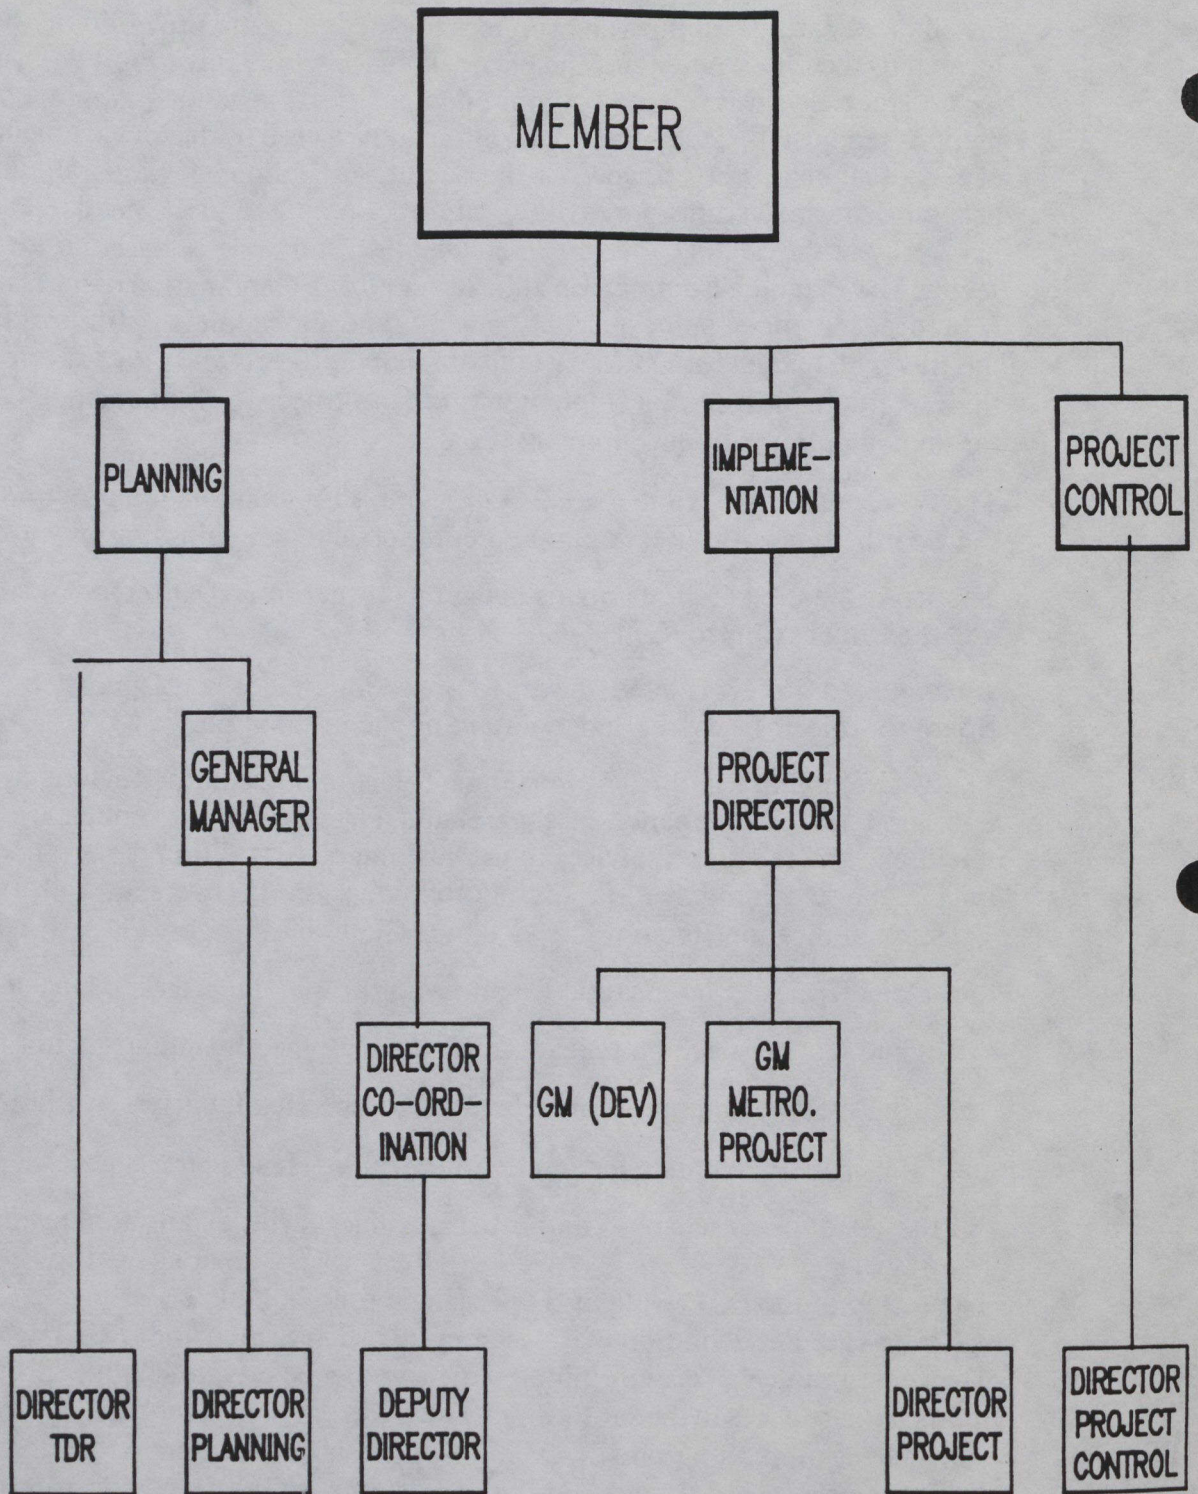 MEMBER
PLANNING
IMPLEME-
NTATION
PROJECT
CONTROL
GENERAL
MANAGER
PROJECT
DIRECTOR
DIRECTOR
CO-ORD-
INATION
GM (DEV)
GM
METRO.
PROJECT
DIRECTOR
TDR
DIRECTOR
PLANNING
DEPUTY
DIRECTOR
DIRECTOR
PROJECT
DIRECTOR
PROJECT
CONTROL